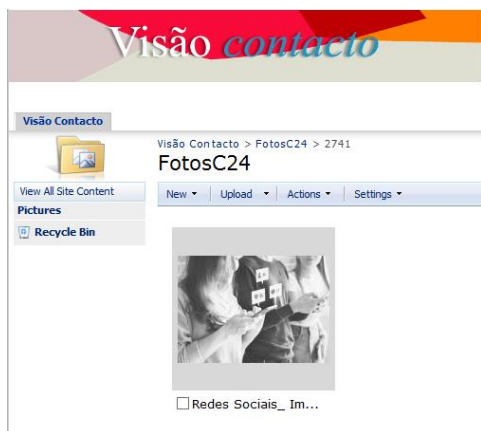 Visão contacto
Visão Contacto
Visão Contacto > FotosC24 > 2741
FotosC24
View All Site Content
New Upload Actions Settings
Pictures
Recycle Bin
Redes Sociais_ Im...